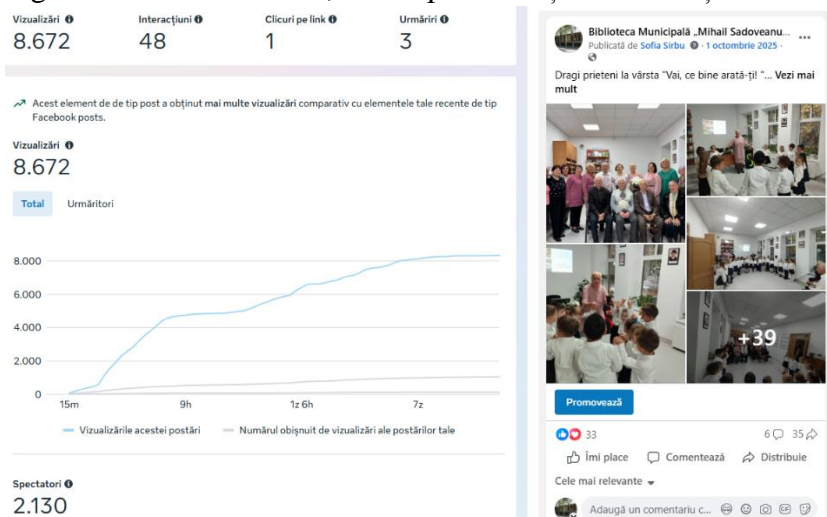 Vizualizări
Interacțiuni
Clicuri pe link
Urmăriri
8.672
48
1
3
Acest element de de tip post a obținut mai multe vizualizări comparativ cu elementele tale recente de tip
Facebook posts.
Vizualizări
8.672
Total
Urmăritori
8.000
6.000
4.000
2.000
0
15m
9h
1z 6h
7z
Vizualizările acestei postări
Numărul obișnuit de vizualizări ale postărilor tale
Spectatori
2.130
Biblioteca Municipală „Mihail Sadoveanu...
Publicată de Sofia Sirbu · 1 octombrie 2025 ·
Dragi prieteni la vârsta "Vai, ce bine arată-ți! "... Vezi mai
mult
+39
Promovează
33
6
35
Îmi place
Comentează
Distribuie
Cele mai relevante
Adaugă un comentariu c...
GIF